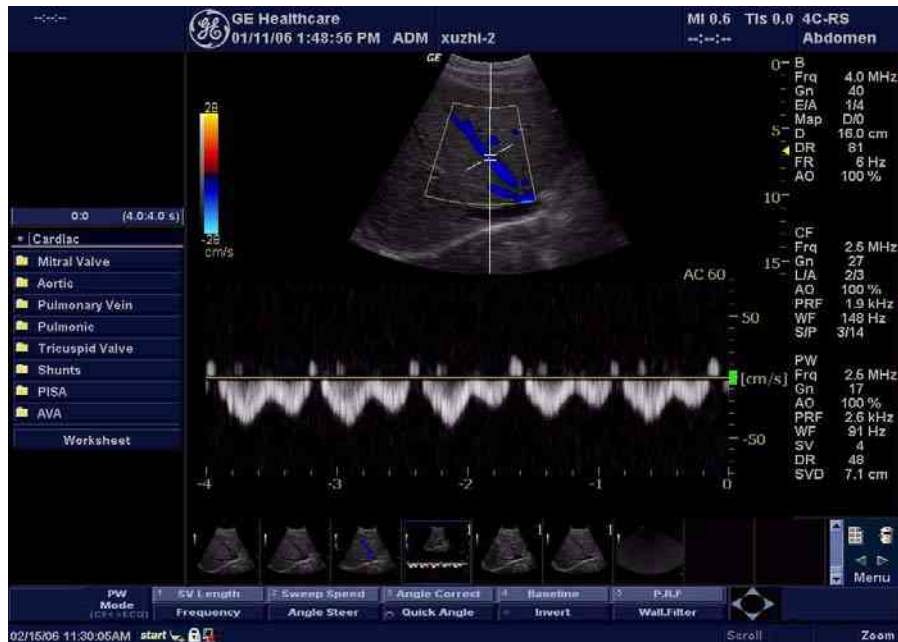 --:--:--
GE Healthcare
01/11/06 1:48:56 PM ADM xuzhi-2
MI 0.6 TIs 0.0 4C-RS
--:--:-- Abdomen
GE
28
-28
cm/s
0
5
10
15
B
Frq 4.0 MHz
Gn 40
E/A 1/4
Map D/0
D 16.0 cm
DR 81
FR 6 Hz
AO 100 %
CF
Frq 2.5 MHz
Gn 27
L/A 2/3
AO 100 %
PRF 1.9 kHz
WF 148 Hz
S/P 3/14
PW
Frq 2.5 MHz
Gn 17
AO 100 %
PRF 2.6 kHz
WF 91 Hz
SV 4
DR 48
SVD 7.1 cm
0:0 (4.0:4.0 s)
Cardiac
Mitral Valve
Aortic
Pulmonary Vein
Pulmonic
Tricuspid Valve
Shunts
PISA
AVA
Worksheet
AC 60
50
[cm/s]
-50
-4
-3
-2
-1
0
Menu
PW
Mode
1 SV Length
2 Sweep Speed
3 Angle Correct
4 Baseline
5 P.R.F
Frequency
Angle Steer
Quick Angle
Invert
Wall.Filter
02/15/06 11:30:05AM start
Scroll
Zoom